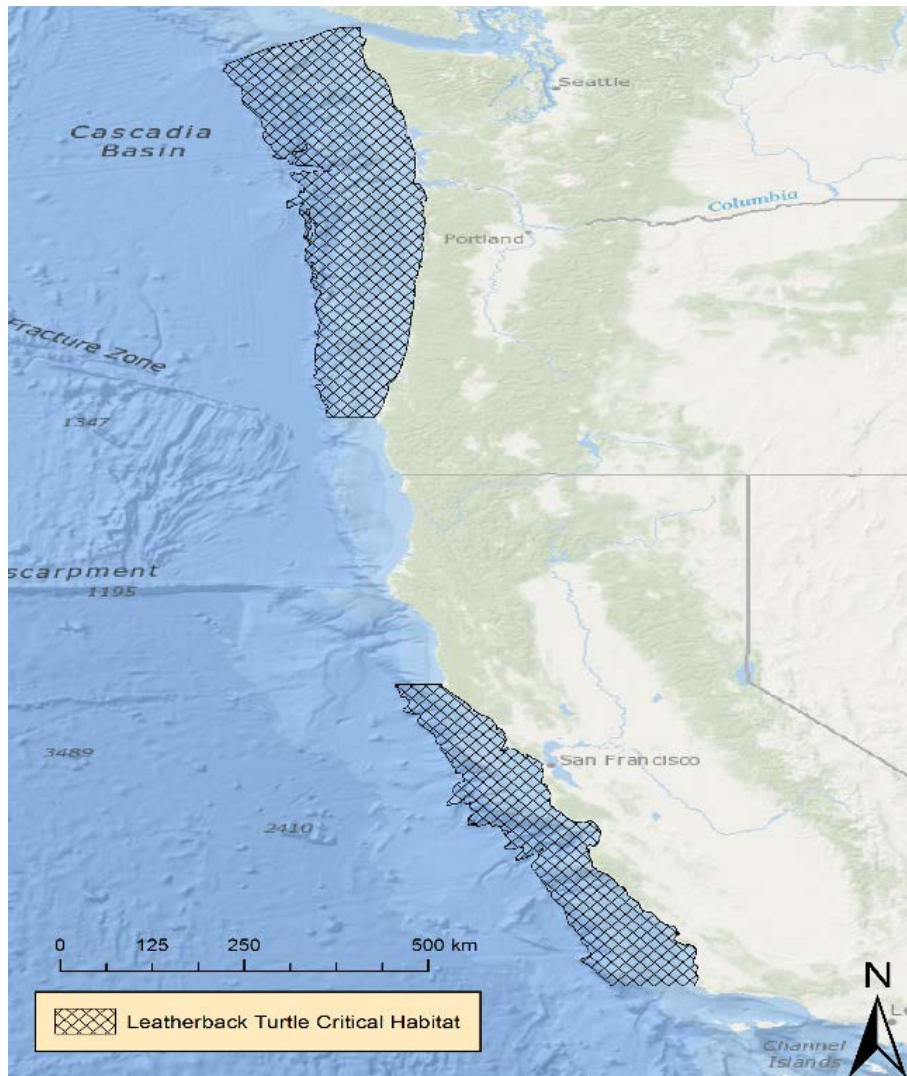 Seattle
Cascadia
Basin
Columbia
Portland
Fracture Zone
1347
scarpment
1195
3489
San Francisco
2410
0 125 250 500 km
N
Leatherback Turtle Critical Habitat
Channel
Islands